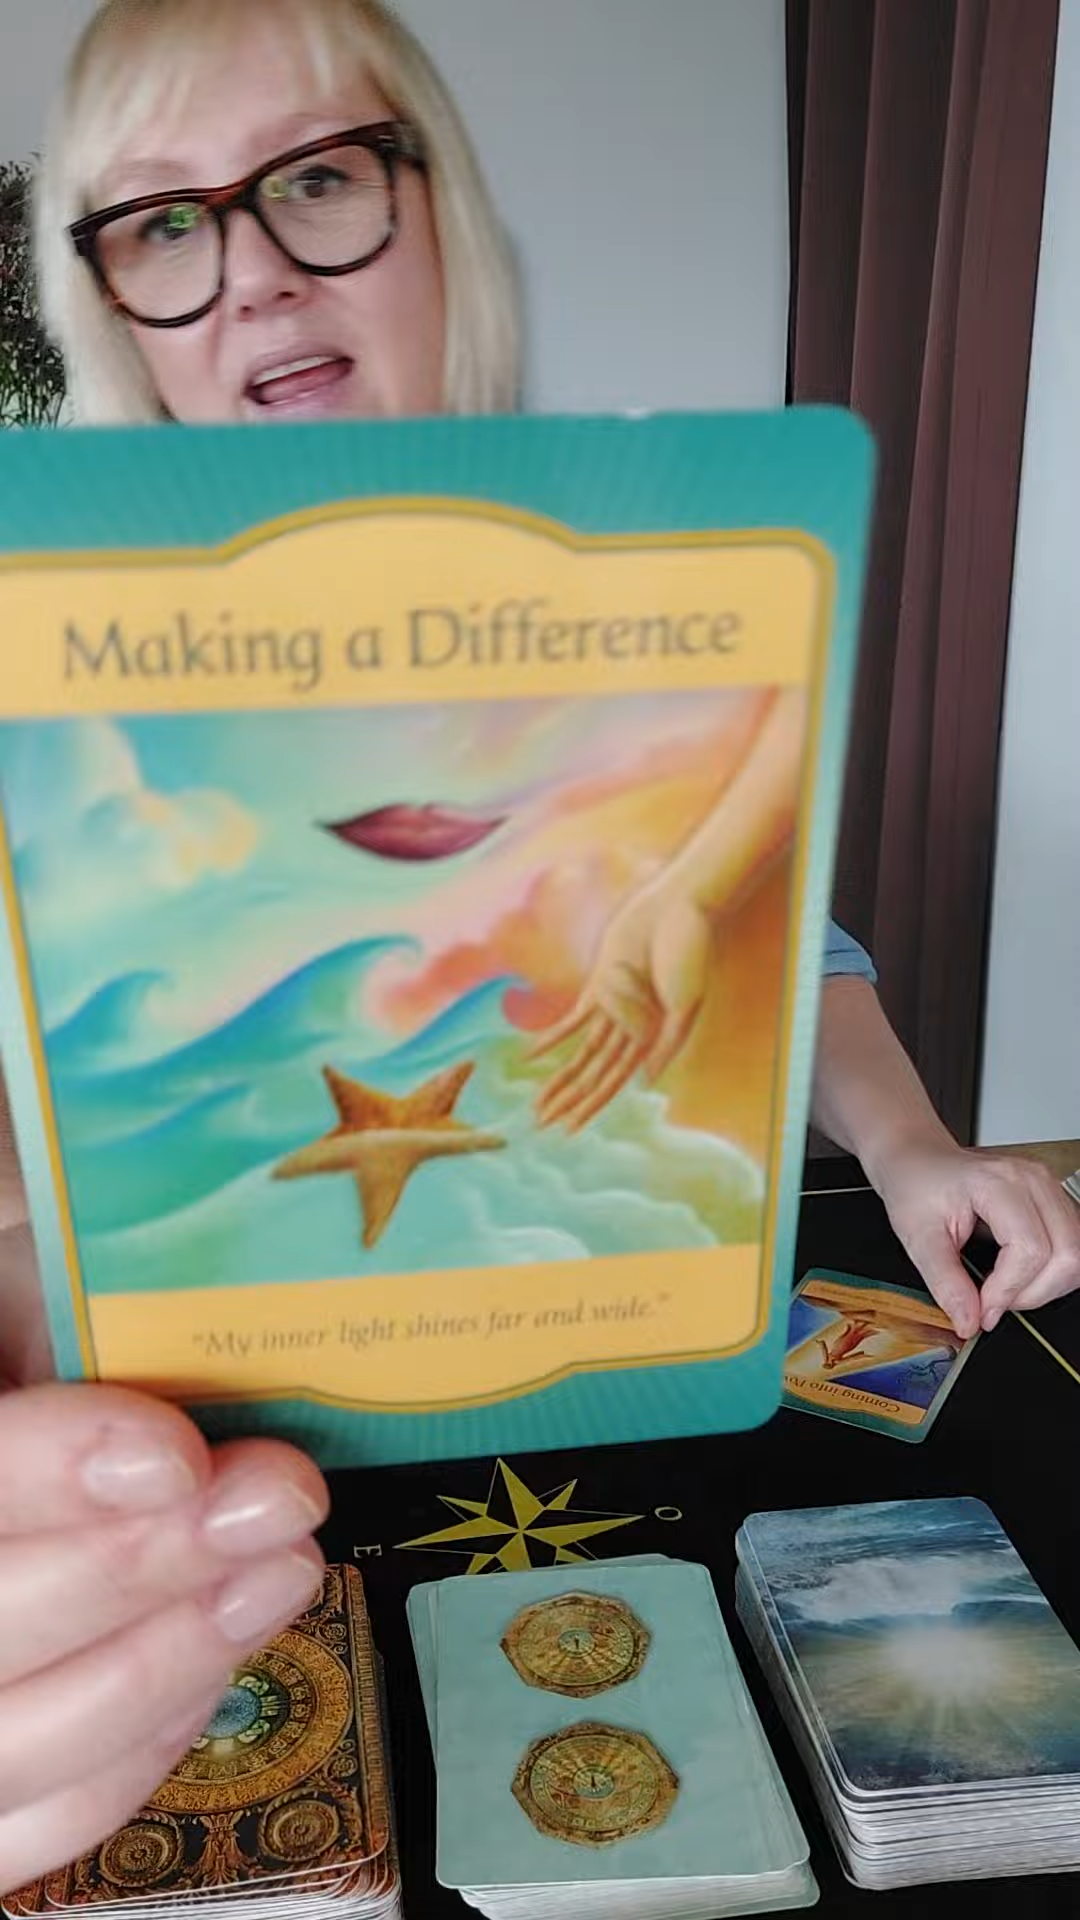 Making a Difference
"My inner light shines far and wide."
Coming into
O
E